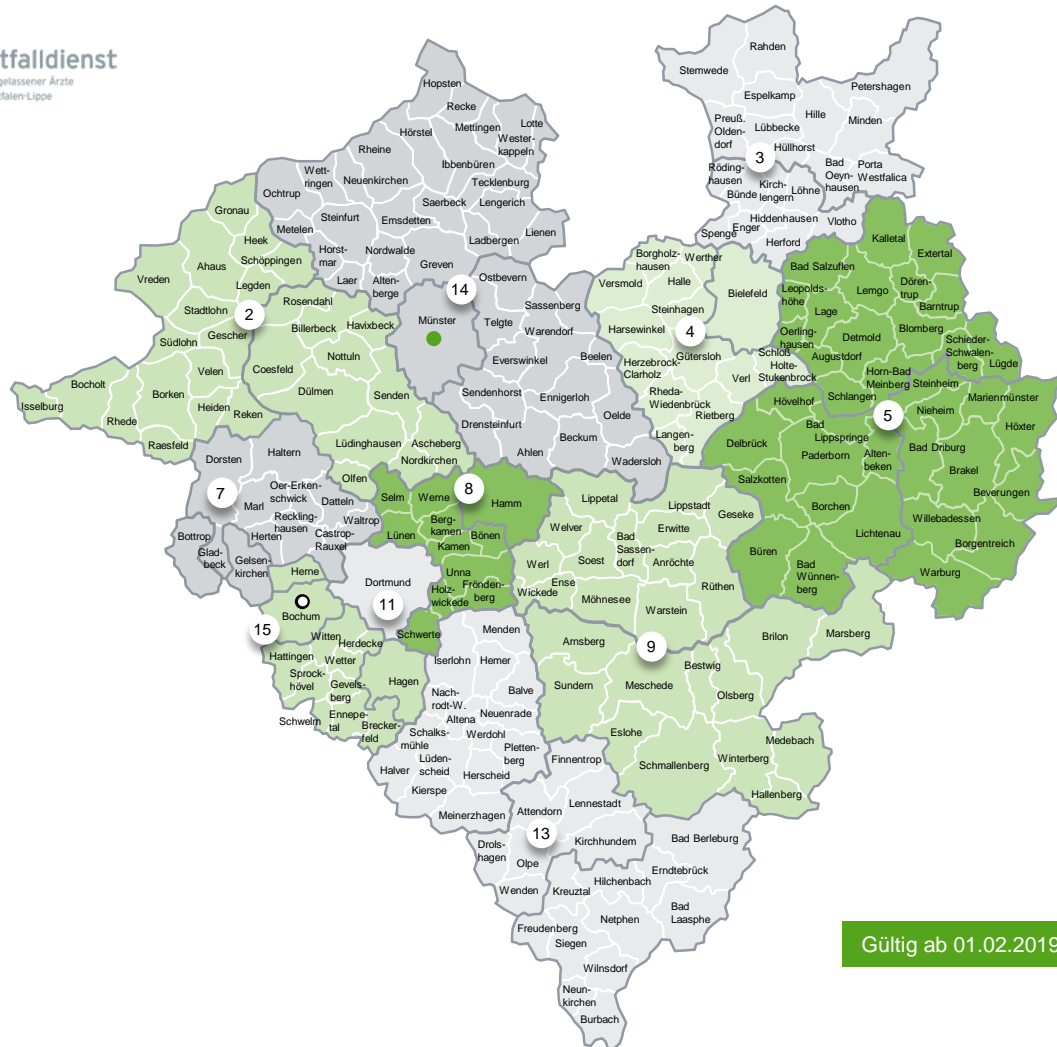 tfalldienst
gelassener Ärzte
tfalen-Lippe
Rahden
Stemwede
Espelkamp
Petershagen
Hille
Minden
Preuß.
Olden-
dorf
Lübbecke
Hüllhorst
3
Röding-
hausen
Bünde
Kirch-
lengern
Löhne
Bad
Oeyn-
hausen
Porta
Westfalica
Hiddenhausen
Vlotho
Spenge
Enger
Herford
Hopsten
Recke
Mettingen
Lotte
Wester-
kappeln
Hörstel
Rheine
Ibbenbüren
Wett-
ringen
Neuenkirchen
Tecklenburg
Ochtrup
Saerbeck
Lengerich
Steinfurt
Emsdetten
Metelen
Lienen
Ladbergen
Horst-
mar
Nordwalde
Greven
Laer
Alten-
berge
14
Ostbevern
Münster
Telgte
Sassenberg
Warendorf
Everswinkel
Beelen
Sendenhorst
Ennigerloh
Oelde
Drensteinfurt
Beckum
Ahlen
Wadersloh
Gronau
Heek
Ahaus
Schöppingen
Vreden
Legden
Stadtlohn
2
Rosendahl
Billerbeck
Havixbeck
Südlohn
Gescher
Nottuln
Velen
Coesfeld
Bocholt
Borken
Dülmen
Senden
Isselburg
Rhede
Heiden
Reken
Raesfeld
Lüdinghausen
Ascheberg
Nordkirchen
Olfen
Borgholz-
hausen
Werther
Versmold
Halle
Bielefeld
Steinhagen
Harsewinkel
4
Gütersloh
Herzebrock-
Clarholz
Verl
Schloß
Holte-
Stukenbrock
Rheda-
Wiedenbrück
Rietberg
Langen-
berg
Kalletal
Extertal
Bad Salzuflen
Dören-
trup
Leopolds-
höhe
Lemgo
Barntrup
Lage
Blomberg
Oerling-
hausen
Detmold
Schieder-
Schwalen-
berg
Lügde
Augustdorf
Horn-Bad
Meinberg
Steinheim
Schlangen
Marienmünster
5
Hövelhof
Nieheim
Höxter
Bad
Lippspringe
Delbrück
Paderborn
Alten-
beken
Bad Driburg
Brakel
Salzkotten
Beverungen
Borchen
Willebadessen
Lichtenau
Borgentreich
Büren
Bad
Wünnen-
berg
Warburg
Dorsten
Haltern
7
Oer-Erken-
schwick
Datteln
Marl
Waltrop
Reckling-
hausen
Herten
Castrop-
Rauxel
Bottrop
Glad-
beck
Gelsen-
kirchen
8
Selm
Werne
Hamm
Berg-
kamen
Bönen
Lünen
Kamen
Unna
Frönden-
berg
Holz-
wickede
Schwerte
Dortmund
11
Herne
Bochum
15
Witten
Herdecke
Hattingen
Wetter
Sprock-
hövel
Gevels-
berg
Hagen
Schwelm
Ennepe-
tal
Brecker-
feld
Lippetal
Lippstadt
Geseke
Welver
Erwitte
Bad
Sassen-
dorf
Soest
Anröchte
Werl
Ense
Wickede
Möhnesee
Rüthen
Warstein
Arnsberg
9
Brilon
Marsberg
Bestwig
Sundern
Meschede
Olsberg
Eslohe
Medebach
Schmallenberg
Winterberg
Hallenberg
Menden
Iserlohn
Hemer
Nach-
rodt-W.
Balve
Altena
Neuenrade
Schalks-
mühle
Werdohl
Pletten-
berg
Lüden-
scheid
Halver
Herscheid
Kierspe
Meinerzhagen
Finnentrop
Lennestadt
Attendorn
13
Kirchhundem
Drols-
hagen
Olpe
Wenden
Bad Berleburg
Erndtebrück
Hilchenbach
Kreuztal
Bad
Laasphe
Netphen
Freudenberg
Siegen
Wilnsdorf
Neun-
kirchen
Burbach
Gültig ab 01.02.2019